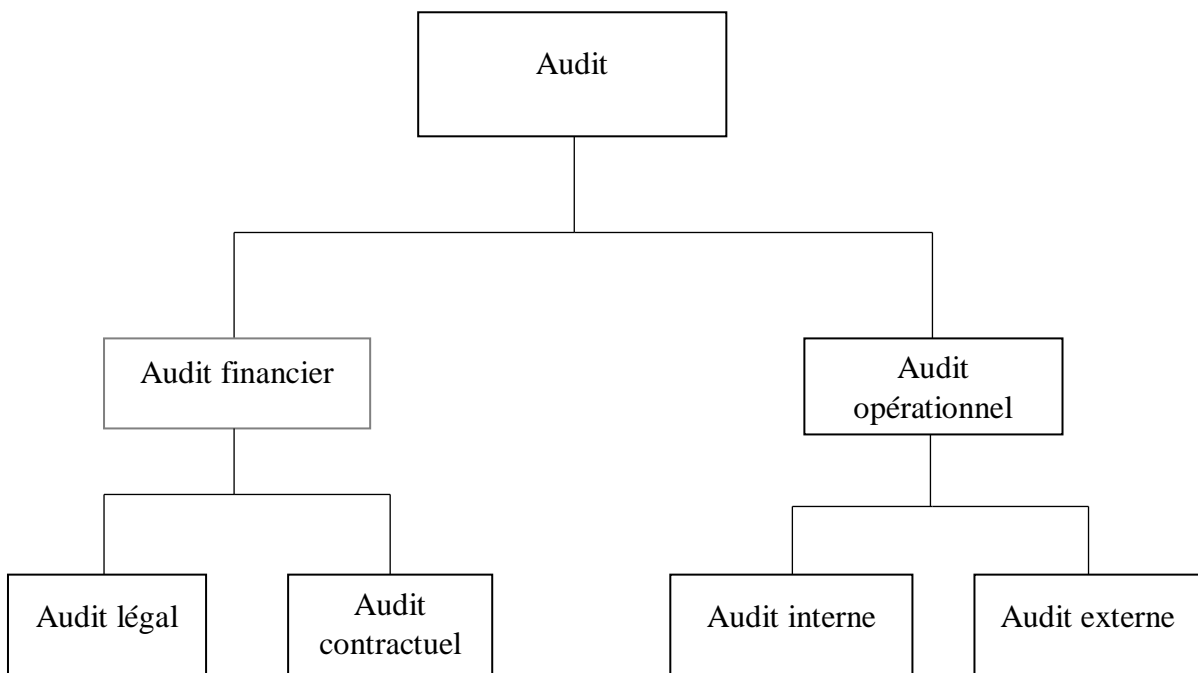 Audit
Audit financier
Audit
opérationnel
Audit légal
Audit
contractuel
Audit interne
Audit externe